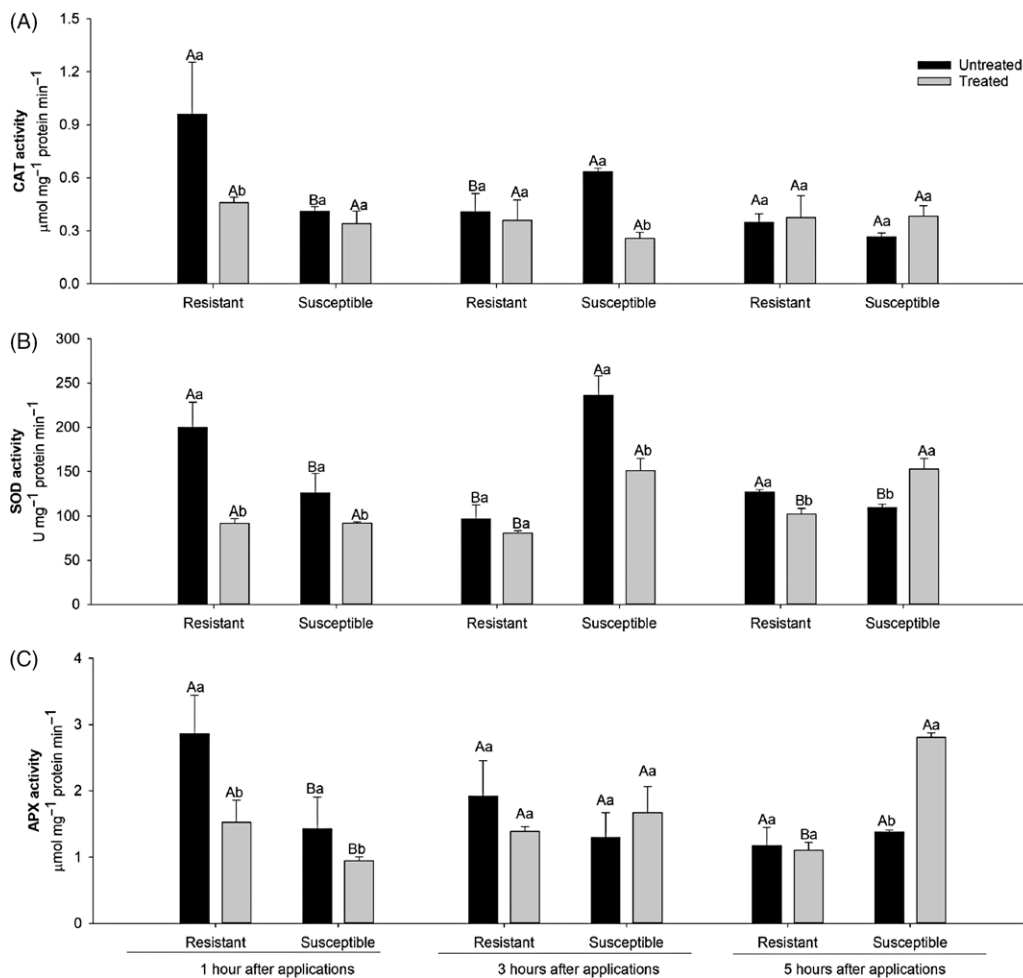 (A)
CAT activity
μmol mg⁻¹ protein min⁻¹
1.5
1.2
0.9
0.6
0.3
0.0
Untreated
Treated
Aa
Ab
Ba
Aa
Ba
Aa
Aa
Ab
Aa
Aa
Aa
Aa
Resistant Susceptible Resistant Susceptible Resistant Susceptible
(B)
SOD activity
U mg⁻¹ protein min⁻¹
300
250
200
150
100
50
0
Aa
Ab
Ba
Ab
Ba
Ba
Aa
Ab
Aa
Bb
Bb
Aa
Resistant Susceptible Resistant Susceptible Resistant Susceptible
(C)
APX activity
μmol mg⁻¹ protein min⁻¹
4
3
2
1
0
Aa
Ab
Ba
Bb
Aa
Aa
Aa
Aa
Aa
Ba
Ab
Aa
Resistant Susceptible Resistant Susceptible Resistant Susceptible
1 hour after applications 3 hours after applications 5 hours after applications